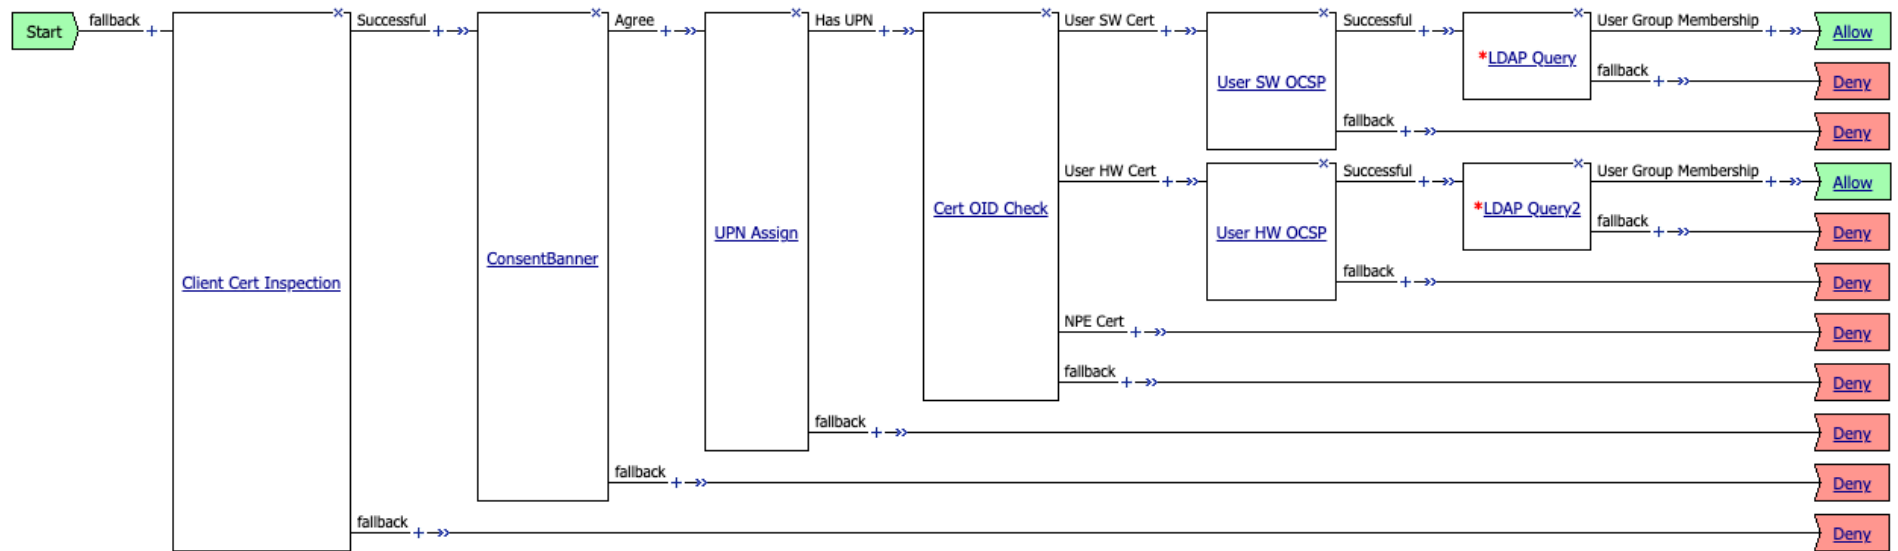 Start
fallback
Client Cert Inspection
Successful
ConsentBanner
Agree
UPN Assign
Has UPN
Cert OID Check
User SW Cert
User SW OCSP
Successful
*LDAP Query
User Group Membership
Allow
fallback
Deny
fallback
Deny
User HW Cert
User HW OCSP
Successful
*LDAP Query2
User Group Membership
Allow
fallback
Deny
fallback
Deny
NPE Cert
Deny
fallback
Deny
fallback
Deny
fallback
Deny
fallback
Deny